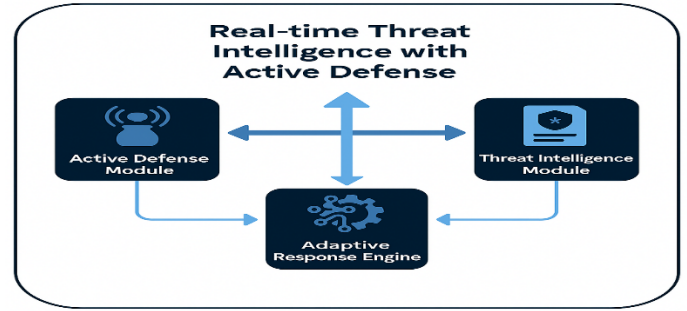 Real-time Threat
Intelligence with
Active Defense
Active Defense
Module
Threat Intelligence
Module
Adaptive
Response Engine